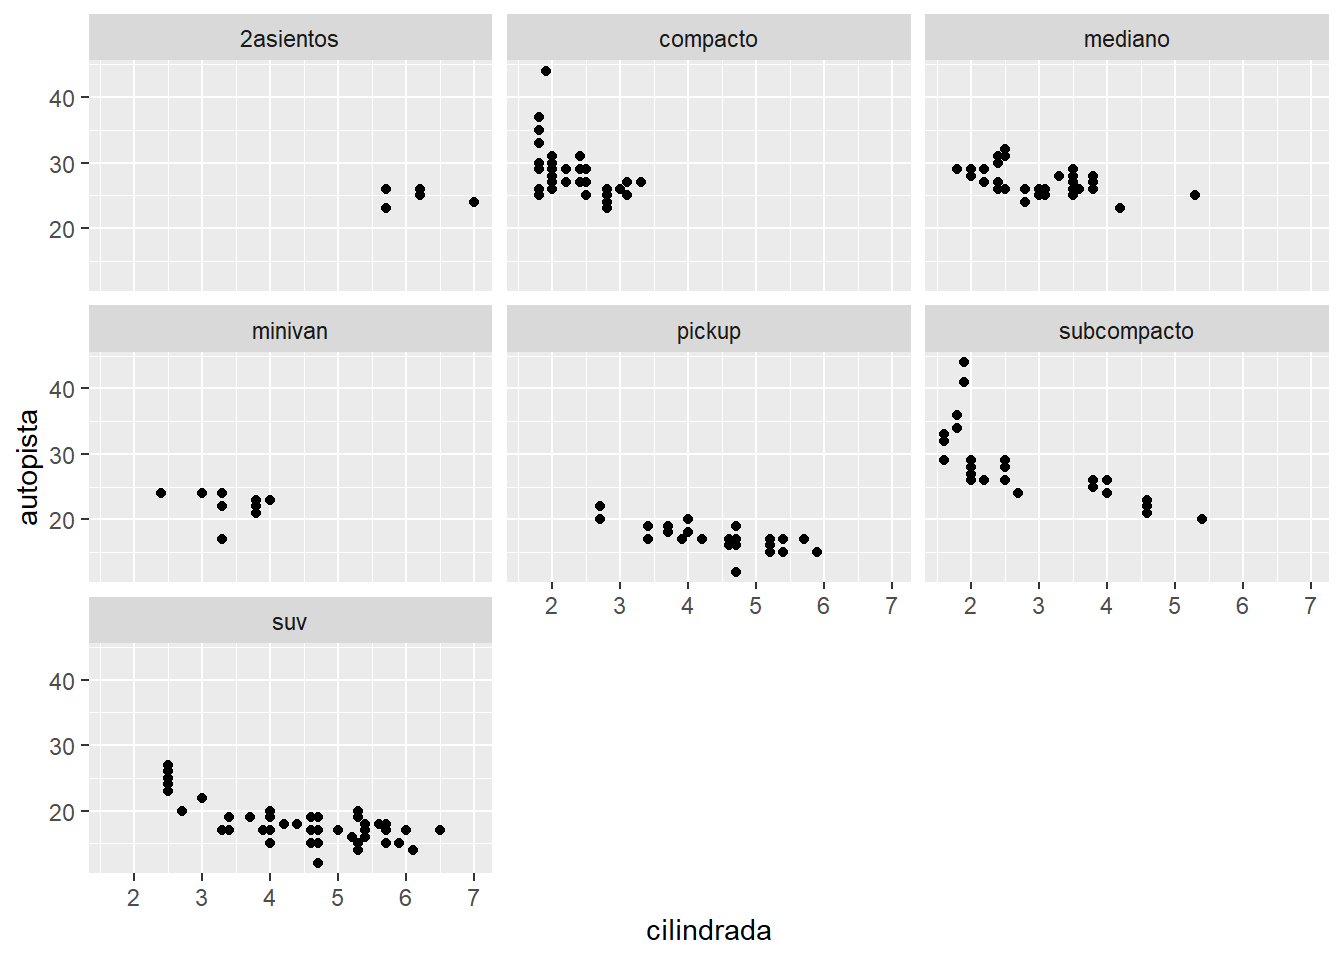 2asientos compacto mediano
40
30
20
minivan pickup subcompacto
40
30
20
autopista
2 3 4 5 6 7 2 3 4 5 6 7
suv
40
30
20
2 3 4 5 6 7
cilindrada